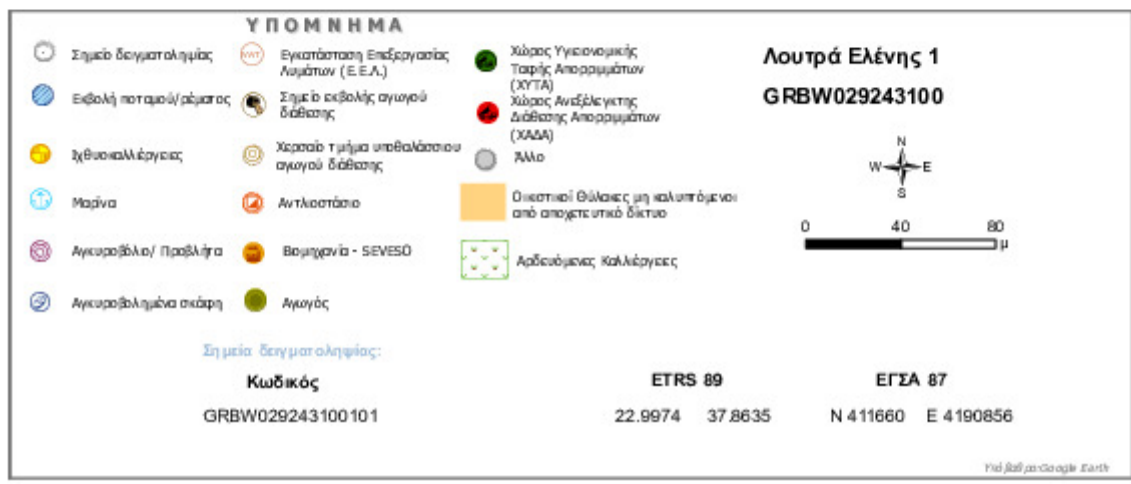 ΥΠΟΜΝΗΜΑ
Σημείο δειγματοληψίας
Εκβολή ποταμού/ρέματος
Ιχθυοκαλλιέργειες
Μαρίνα
Αγκυροβόλιο/ Προβλήτα
Αγκυροβολημένα σκάφη
Εγκατάσταση Επεξεργασίας
Λυμάτων (Ε.Ε.Λ.)
Σημείο εκβολής αγωγού
διάθεσης
Χερσαίο τμήμα υποθαλάσσιου
αγωγού διάθεσης
Αντλιοστάσιο
Βιομηχανία - SEVESO
Αγωγός
Χώρος Υγειονομικής
Ταφής Απορριμμάτων
(ΧΥΤΑ)
Χώρος Ανεξέλεγκτης
Διάθεσης Απορριμμάτων
(ΧΑΔΑ)
Άλλο
Οικιστικοί Θύλακες μη καλυπτόμενοι
από αποχετευτικό δίκτυο
Αρδευόμενες Καλλιέργειες
Λουτρά Ελένης 1
GRBW029243100
N
W E
S
0 40 80
μ
Σημεία δειγματοληψίας:
Κωδικός ETRS 89 ΕΓΣΑ 87
GRBW029243100101 22.9974 37.8635 N 411660 E 4190856
Υπόβαθρο:Google Earth